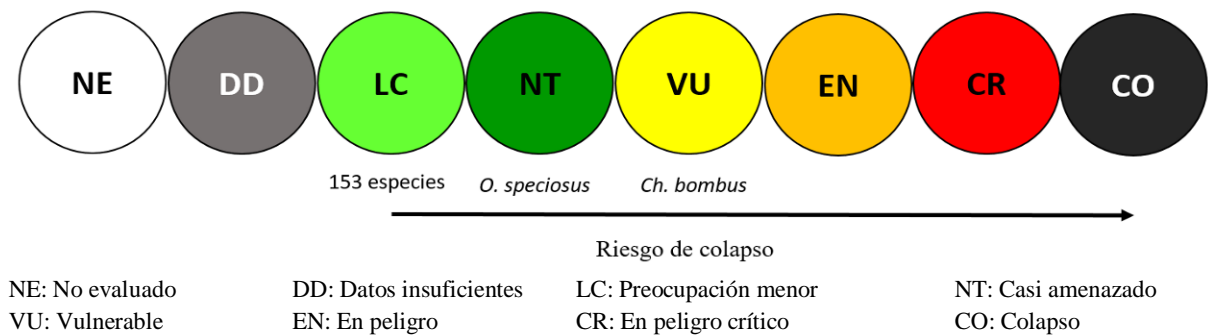 NE DD LC NT VU EN CR CO
153 especies O. speciosus Ch. bombus
Riesgo de colapso
NE: No evaluado DD: Datos insuficientes LC: Preocupación menor NT: Casi amenazado
VU: Vulnerable EN: En peligro CR: En peligro crítico CO: Colapso